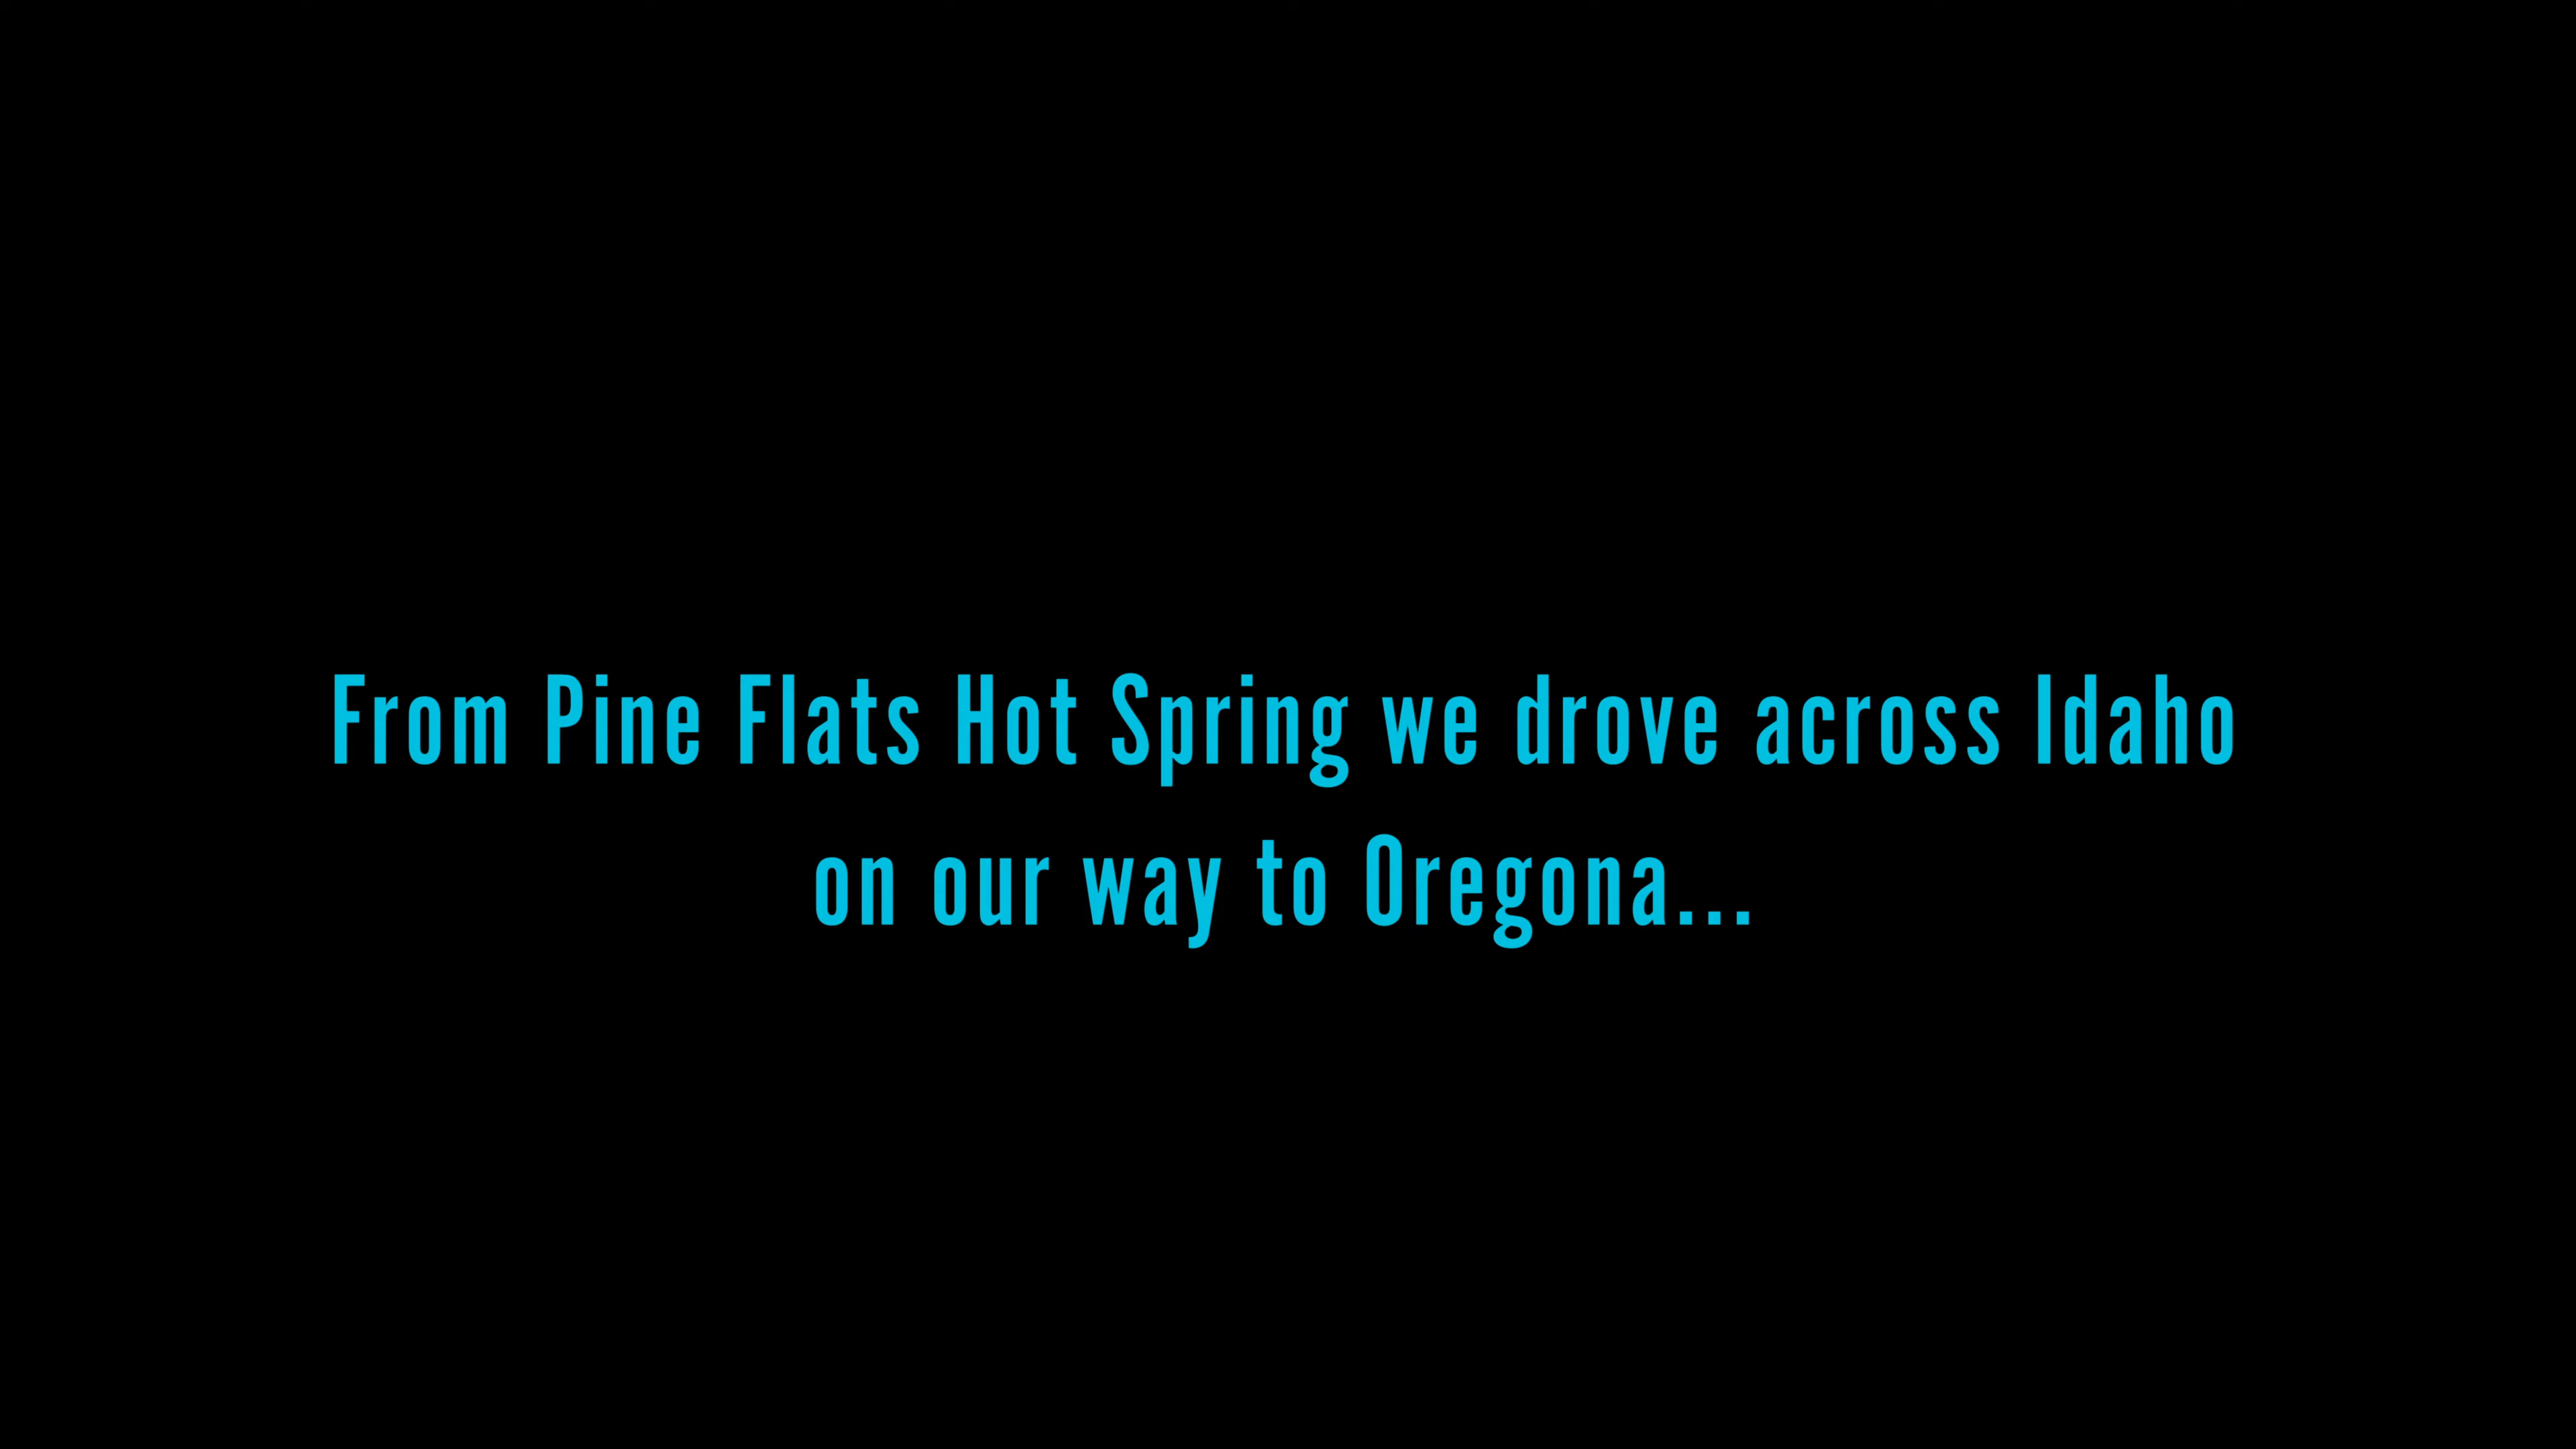 From Pine Flats Hot Spring we drove across Idaho
on our way to Oregona...